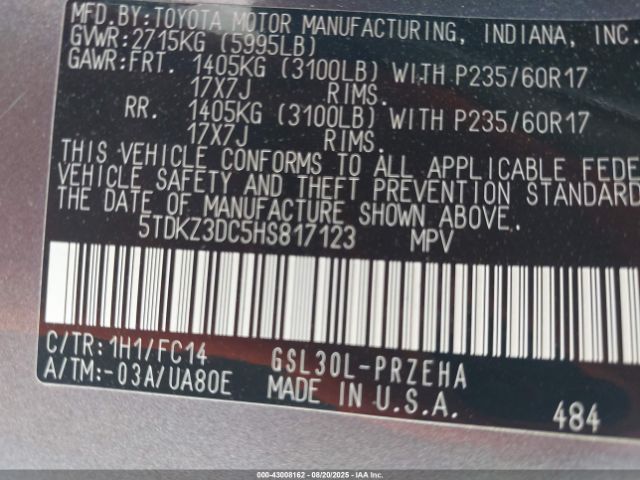 MFD. BY: TOYOTA MOTOR MANUFACTURING, INDIANA, INC.
GVWR: 2715KG (5995LB)
GAWR: FRT. 1405KG (3100LB) WITH P235/60R17
17X7J RIMS.
RR. 1405KG (3100LB) WITH P235/60R17
17X7J RIMS.
THIS VEHICLE CONFORMS TO ALL APPLICABLE FEDE
VEHICLE SAFETY AND THEFT PREVENTION STANDARD
THE DATE OF MANUFACTURE SHOWN ABOVE.
5TDKZ3DC5HS817123 MPV
C/TR: 1H1/FC14 GSL30L-PRZEHA
A/TM: -03A/UA80E MADE IN U.S.A. 484
000-43008162 - 08/20/2025 - Copyright © IAA